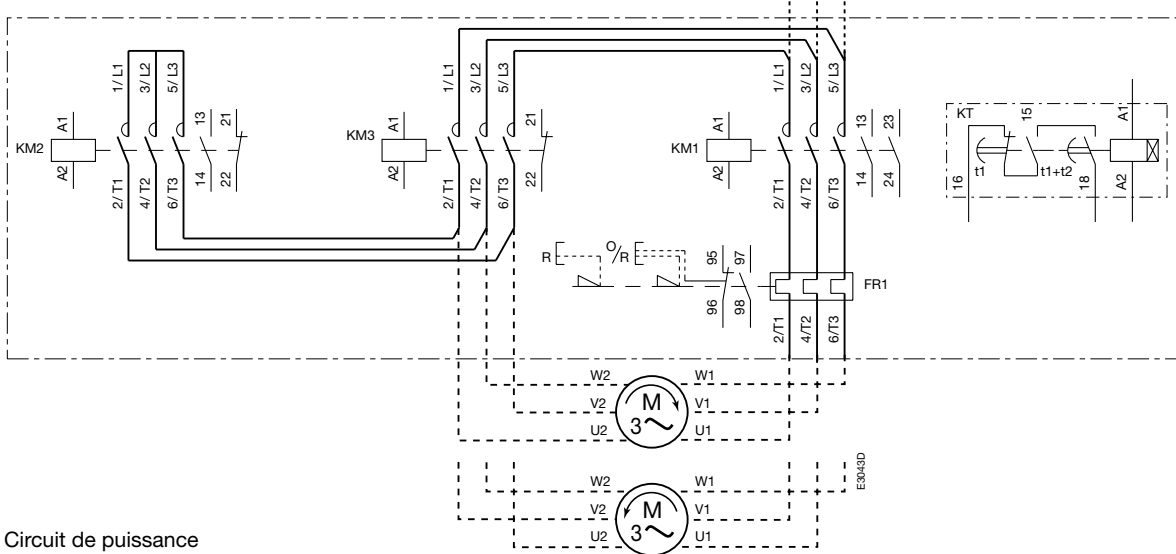 1/ L1 3/ L2 5/ L3 13 21
KM2 A1 A2
2/ T1 4/ T2 6/ T3 14 22
1/ L1 3/ L2 5/ L3 21
KM3 A1 A2
2/ T1 4/ T2 6/ T3 22
1/ L1 3/ L2 5/ L3 13 23
KM1 A1 A2
2/ T1 4/ T2 6/ T3 14 24
KT 15 A1
t1 t1+t2
16 18 A2
R O/R 95 97
96 98 FR1
2/T1 4/T2 6/T3
W2 W1
V2 M 3~ V1
U2 U1
E3043D
W2 W1
V2 M 3~ V1
U2 U1
Circuit de puissance